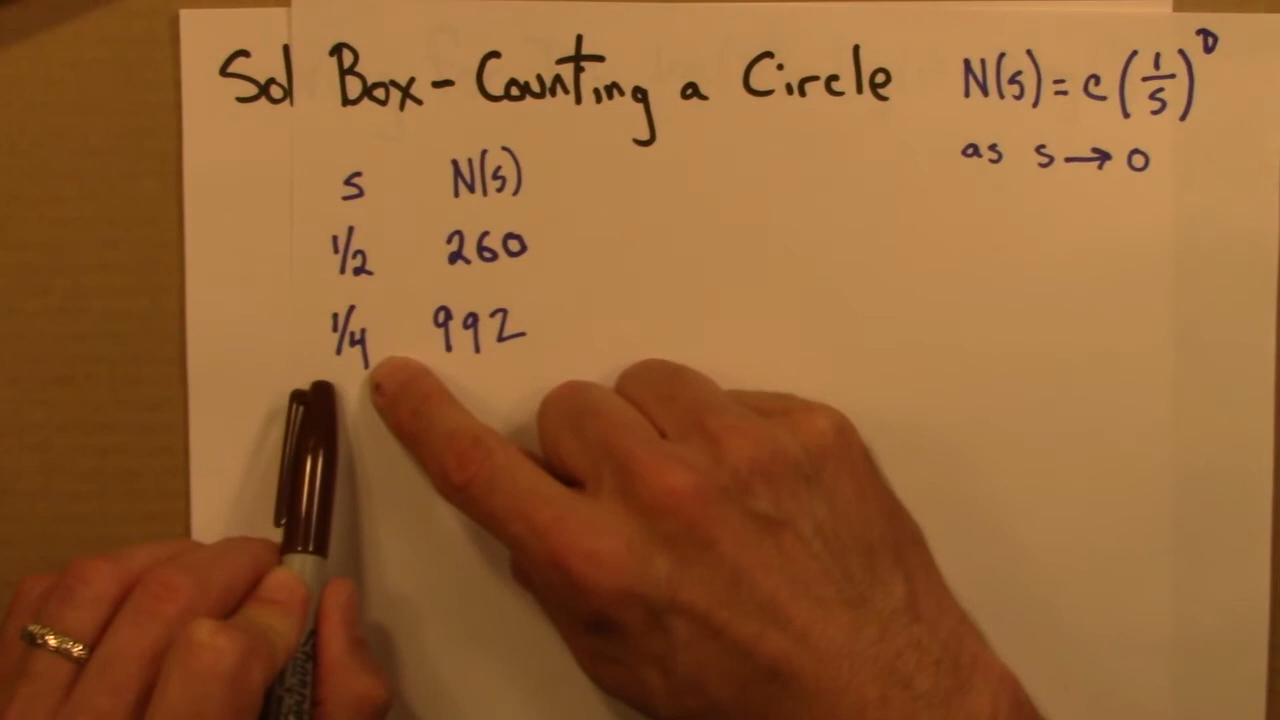 Sol Box-Counting a Circle
N(s) = c (1/s)^D
as s → 0
s N(s)
1/2 260
1/4 992